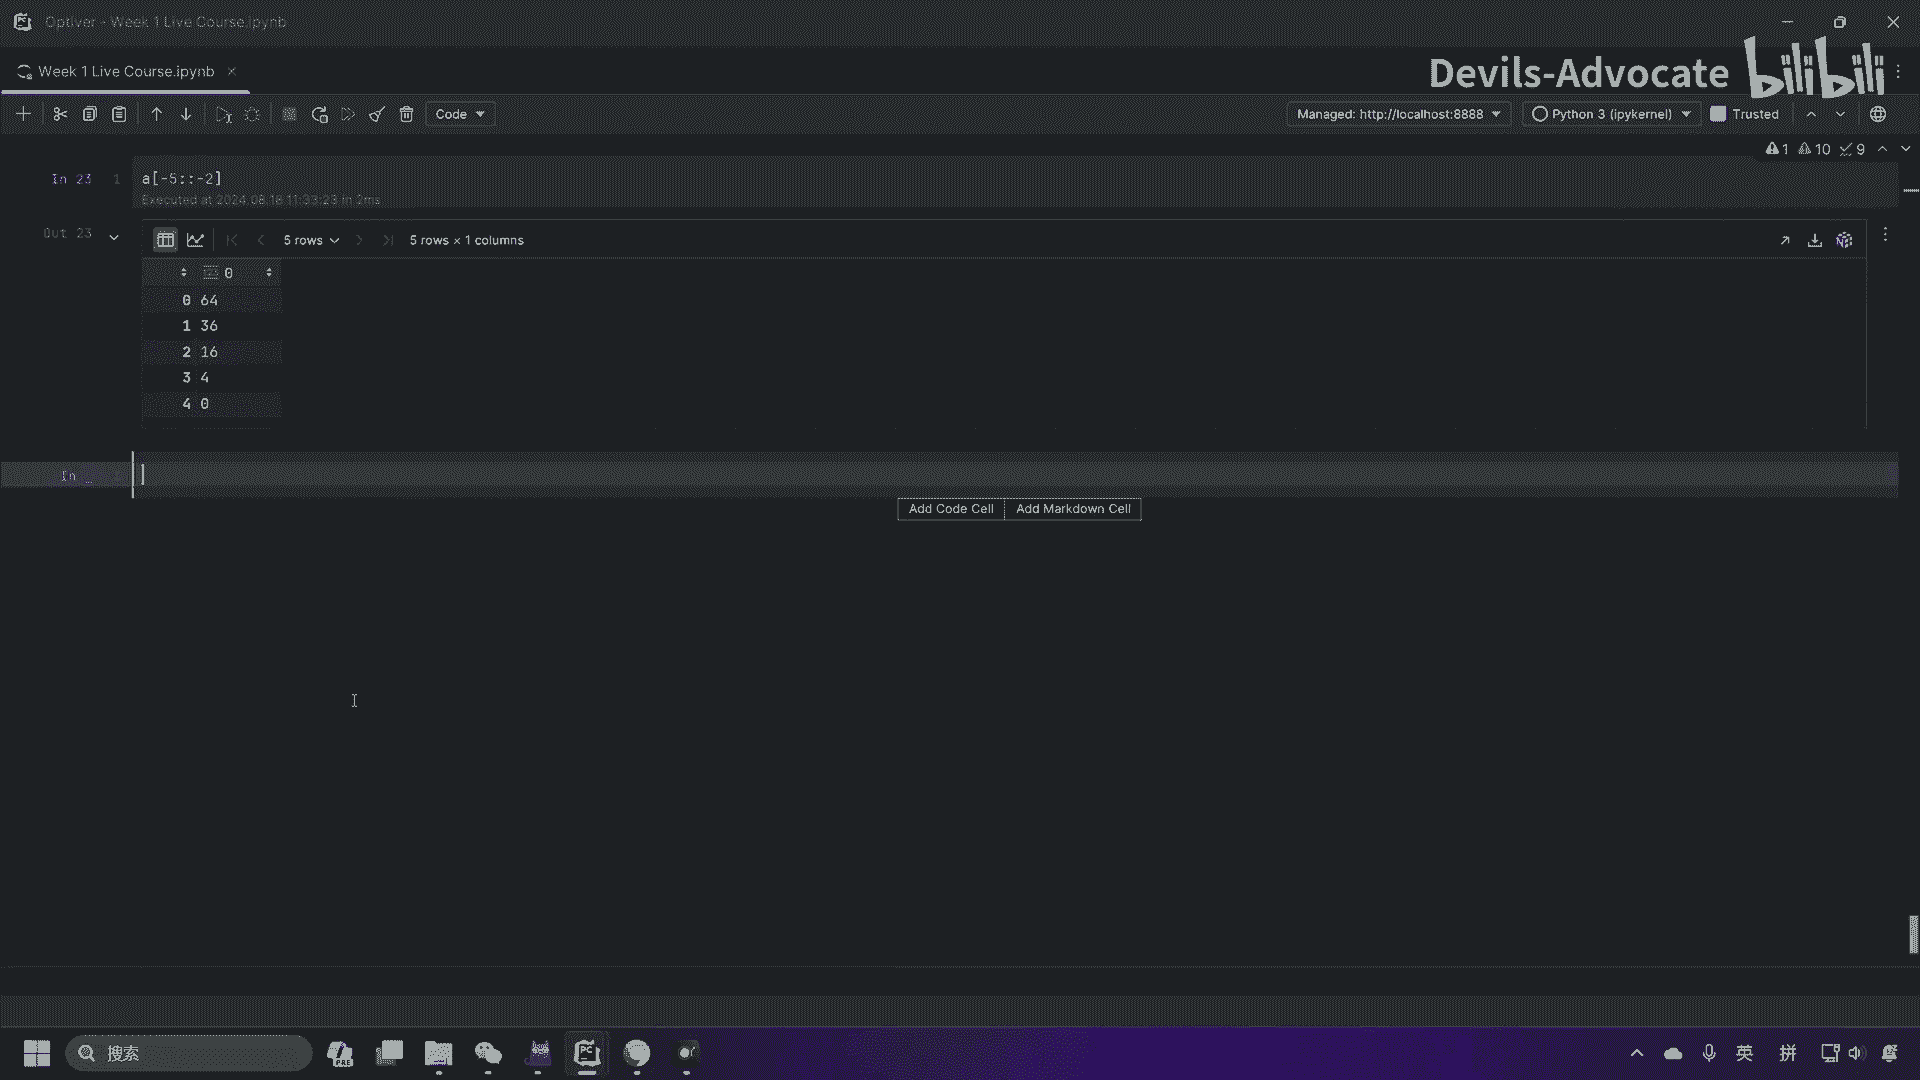 Optiver - Week 1 Live Course.ipynb
Week 1 Live Course.ipynb
Devils-Advocate bilibili
Code
Managed: http://localhost:8888
Python 3 (ipykernel)
Trusted
1 10 9
In 23 1 a[-5::-2]
Executed at 2024.08.18 11:33:23 in 2ms
Out 23
5 rows 5 rows × 1 columns
0
0 64
1 36
2 16
3 4
4 0
In _
Add Code Cell Add Markdown Cell
搜索
PRE
PC
英 拼